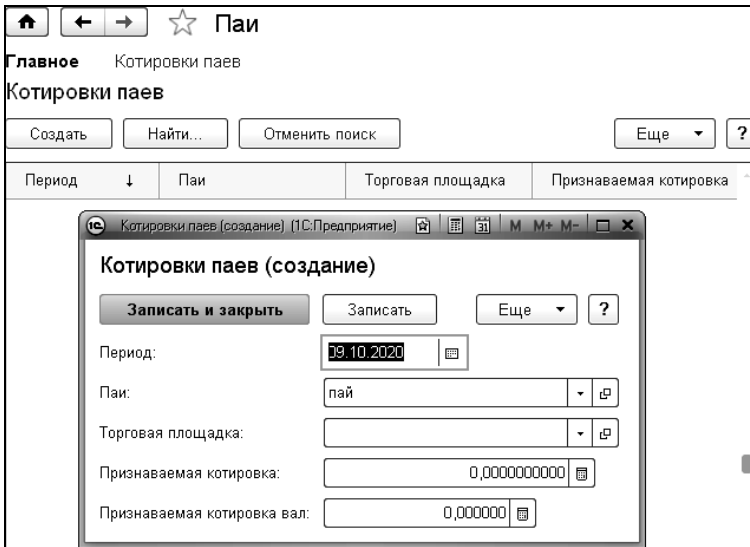 Паи
Главное Котировки паев
Котировки паев
Создать Найти... Отменить поиск Еще ?
Период ↓ Паи Торговая площадка Признаваемая котировка
1С Котировки паев (создание) (1С:Предприятие) 31 M M+ M-
Котировки паев (создание)
Записать и закрыть Записать Еще ?
Период: 09.10.2020
Паи: пай
Торговая площадка:
Признаваемая котировка: 0,0000000000
Признаваемая котировка вал: 0,000000